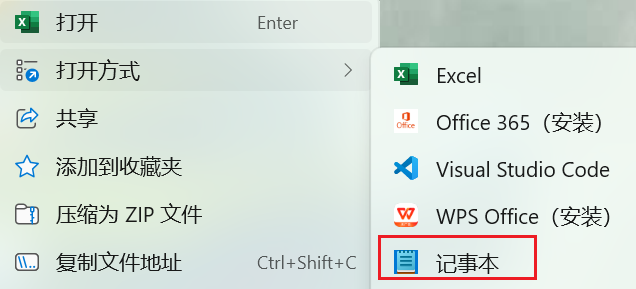 打开 Enter
打开方式
共享
添加到收藏夹
压缩为 ZIP 文件
复制文件地址 Ctrl+Shift+C
Excel
Office
Office 365（安装）
Visual Studio Code
WPS Office（安装）
记事本